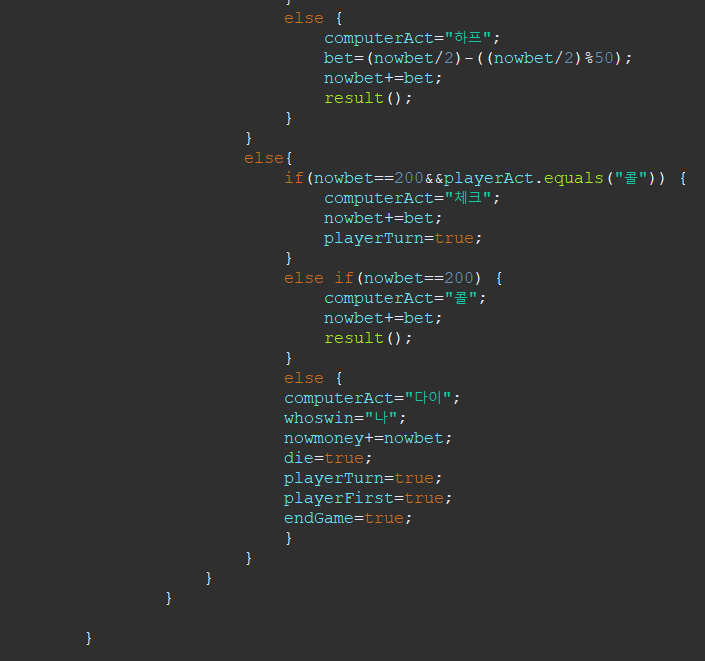 }
else {
computerAct="하프";
bet=(nowbet/2)-((nowbet/2)%50);
nowbet+=bet;
result();
}
}
else{
if(nowbet==200&&playerAct.equals("콜")) {
computerAct="체크";
nowbet+=bet;
playerTurn=true;
}
else if(nowbet==200) {
computerAct="콜";
nowbet+=bet;
result();
}
else {
computerAct="다이";
whoswin="나";
nowmoney+=nowbet;
die=true;
playerTurn=true;
playerFirst=true;
endGame=true;
}
}
}
}
}